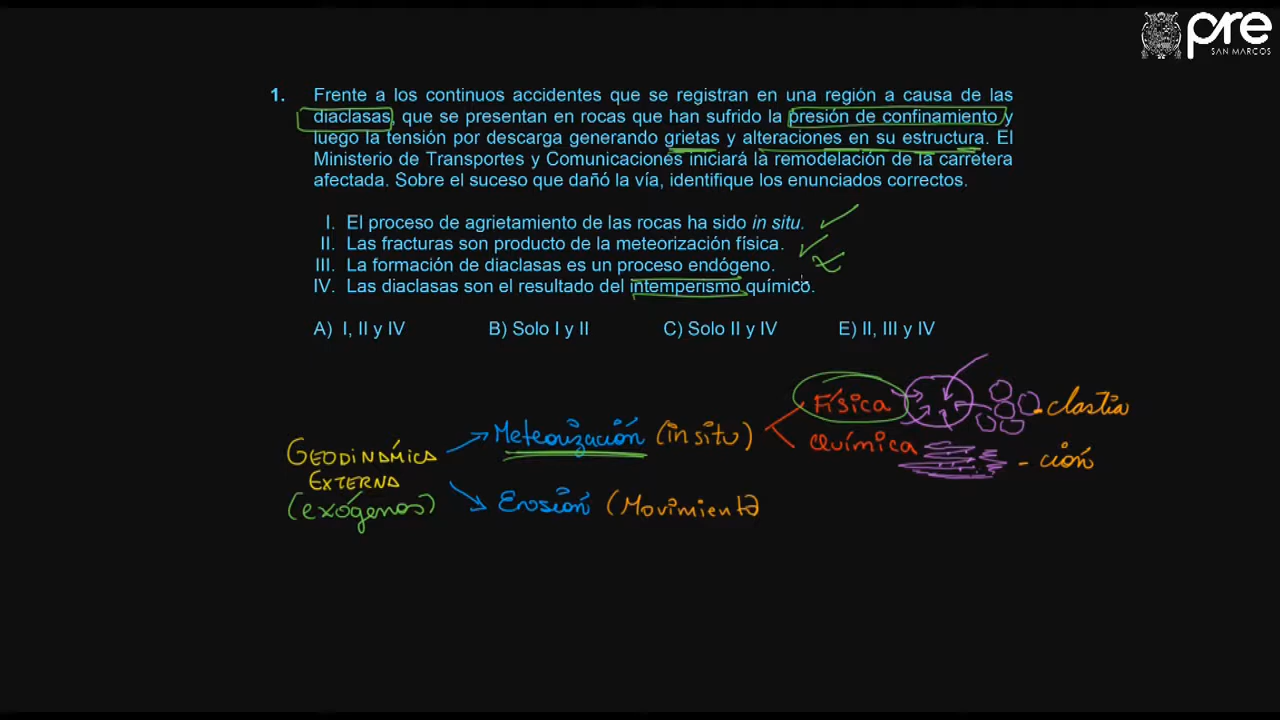 pre
SAN MARCOS
1. Frente a los continuos accidentes que se registran en una región a causa de las
diaclasas, que se presentan en rocas que han sufrido la presión de confinamiento y
luego la tensión por descarga generando grietas y alteraciones en su estructura. El
Ministerio de Transportes y Comunicaciones iniciará la remodelación de la carretera
afectada. Sobre el suceso que dañó la vía, identifique los enunciados correctos.
I. El proceso de agrietamiento de las rocas ha sido in situ.
II. Las fracturas son producto de la meteorización física.
III. La formación de diaclasas es un proceso endógeno.
IV. Las diaclasas son el resultado del intemperismo químico.
A) I, II y IV B) Solo I y II C) Solo II y IV E) II, III y IV
GEODINÁMICA
EXTERNA
(exógenos)
Meteorización (in situ)
Erosión (Movimiento)
Física - clastia
Química - ción